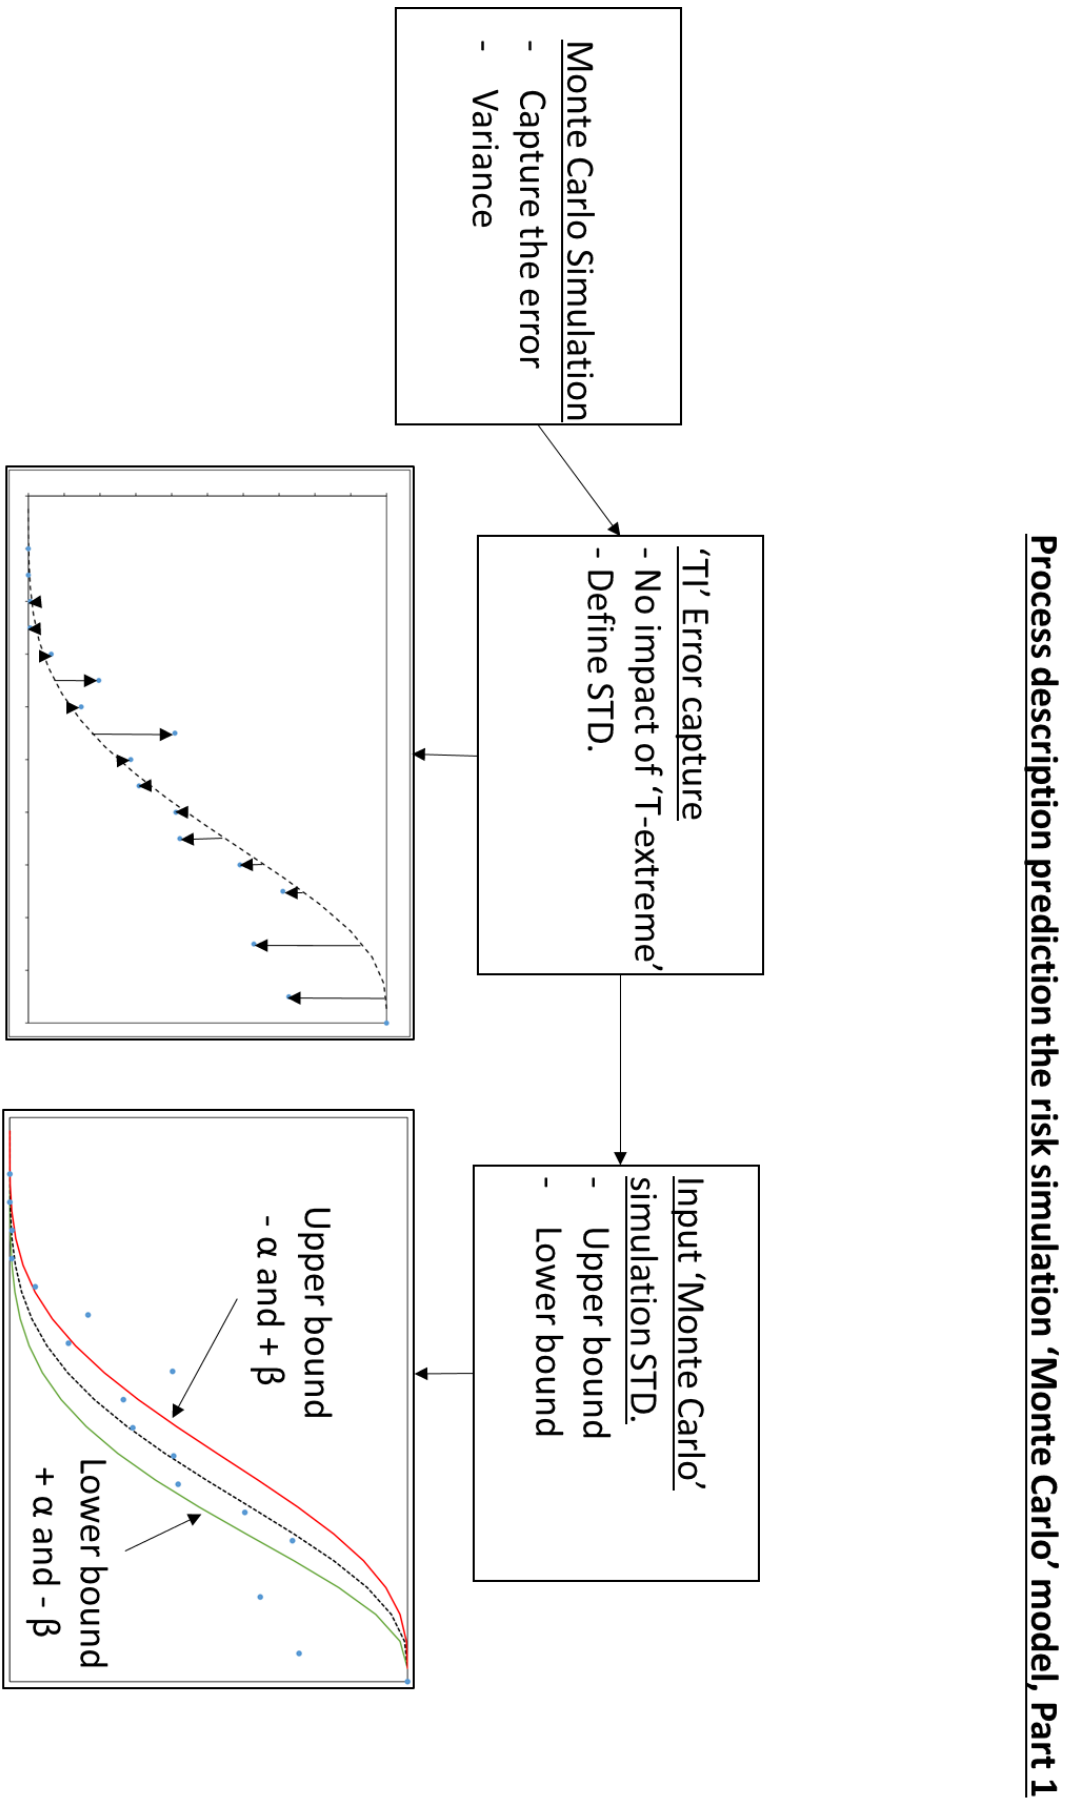 Process description prediction the risk simulation ‘Monte Carlo’ model, Part 1
Monte Carlo Simulation
- Capture the error
- Variance
‘TI’ Error capture
- No impact of ‘T-extreme’
- Define STD.
Input ‘Monte Carlo’
simulation STD.
- Upper bound
- Lower bound
Upper bound
- α and + β
Lower bound
+ α and - β